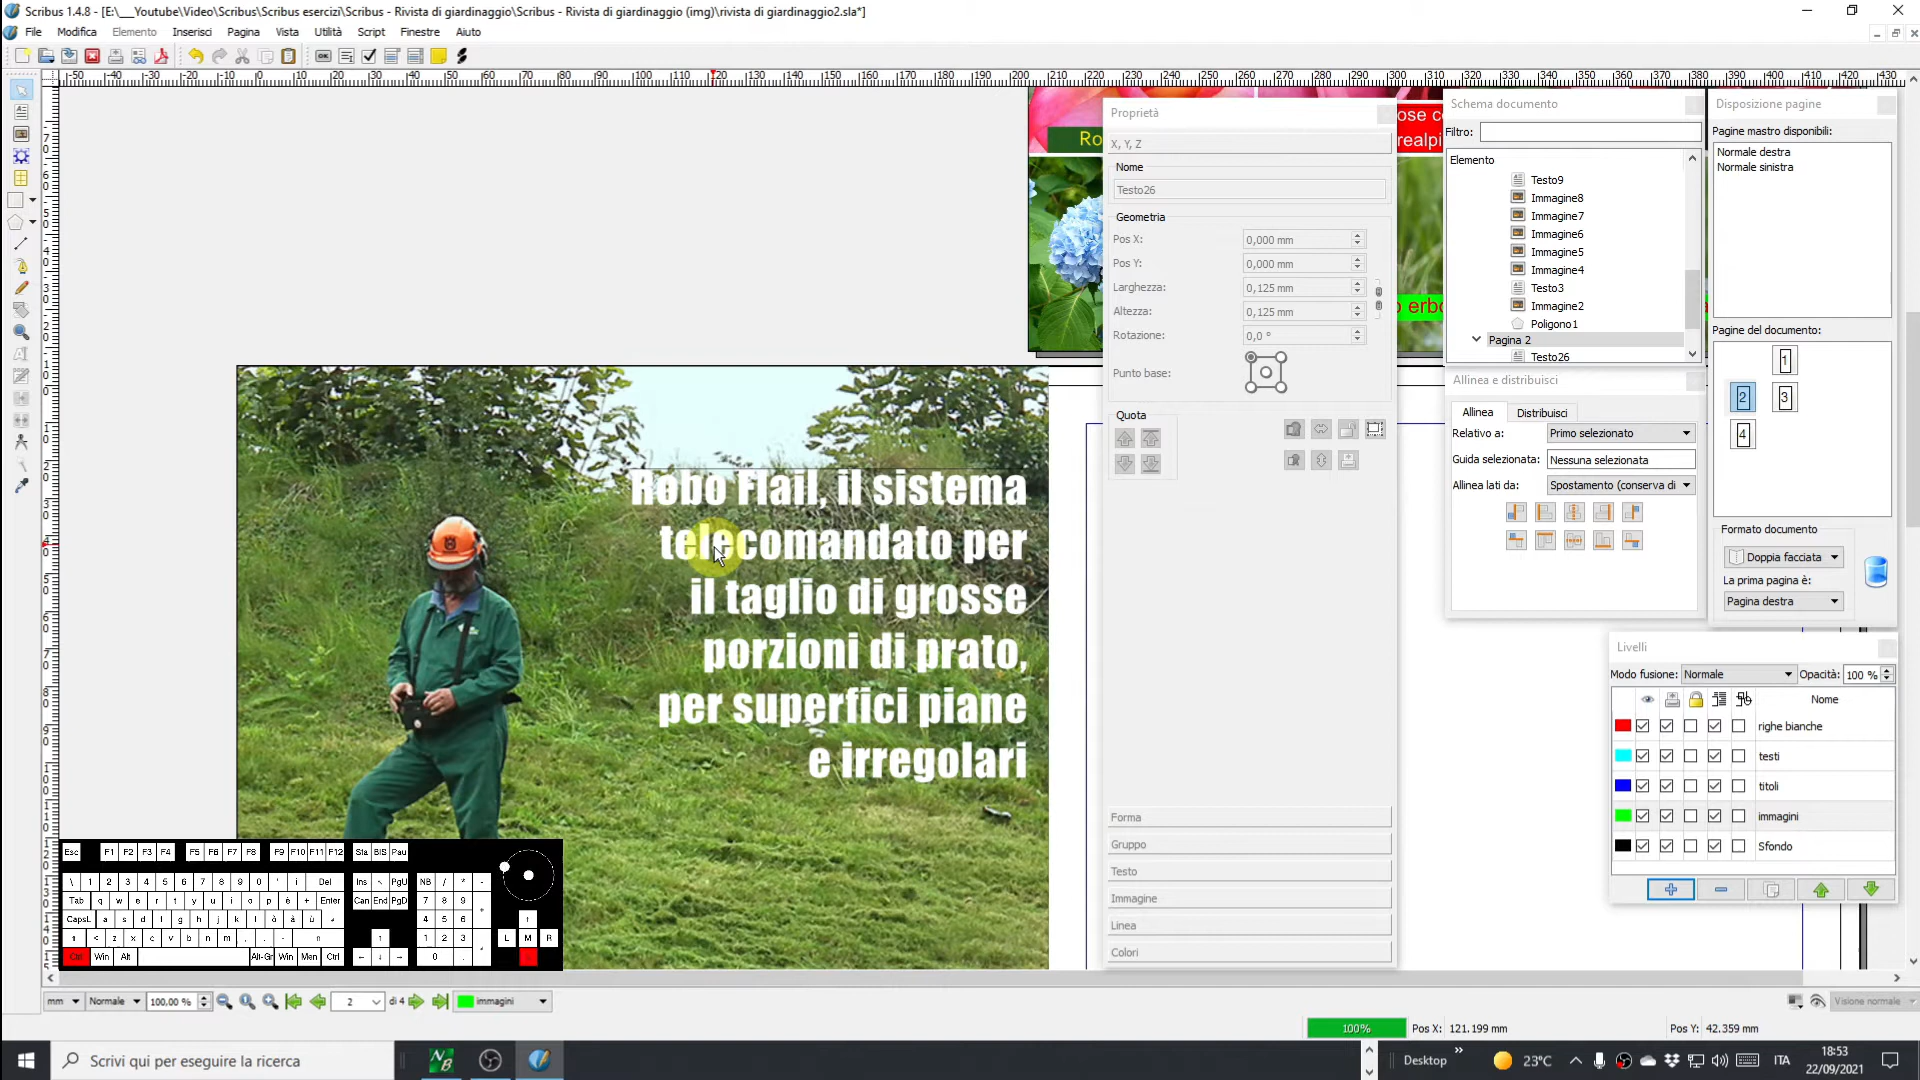 Scribus 1.4.8 - [E:\___Youtube\Video\Scribus\Scribus esercizi\Scribus - Rivista di giardinaggio\Scribus - Rivista di giardinaggio (img)\rivista di giardinaggio2.sla*]
File Modifica Elemento Inserisci Pagina Vista Utilità Script Finestre Aiuto
Proprietà
X, Y, Z
Nome
Testo26
Geometria
Pos X: 0,000 mm
Pos Y: 0,000 mm
Larghezza: 0,125 mm
Altezza: 0,125 mm
Rotazione: 0,0 °
Punto base:
Quota
Forma
Gruppo
Testo
Immagine
Linea
Colori
Schema documento
Filtro:
Elemento
Testo9
Immagine8
Immagine7
Immagine6
Immagine5
Immagine4
Testo3
Immagine2
Poligono1
Pagina 2
Testo26
Allinea e distribuisci
Allinea Distribuisci
Relativo a: Primo selezionato
Guida selezionata: Nessuna selezionata
Allinea lati da: Spostamento (conserva di
Disposizione pagine
Pagine mastro disponibili:
Normale destra
Normale sinistra
Pagine del documento:
1
2 3
4
Formato documento
Doppia facciata
La prima pagina è:
Pagina destra
Livelli
Modo fusione: Normale Opacità: 100 %
Nome
righe bianche
testi
titoli
immagini
Sfondo
Robo Flail, il sistema
telecomandato per
il taglio di grosse
porzioni di prato,
per superfici piane
e irregolari
mm Normale 100,00 % 2 di 4 immagini Visione normale
100% Pos X: 121.199 mm Pos Y: 42.359 mm
Scrivi qui per eseguire la ricerca
Desktop 23°C ITA 18:53
22/09/2021